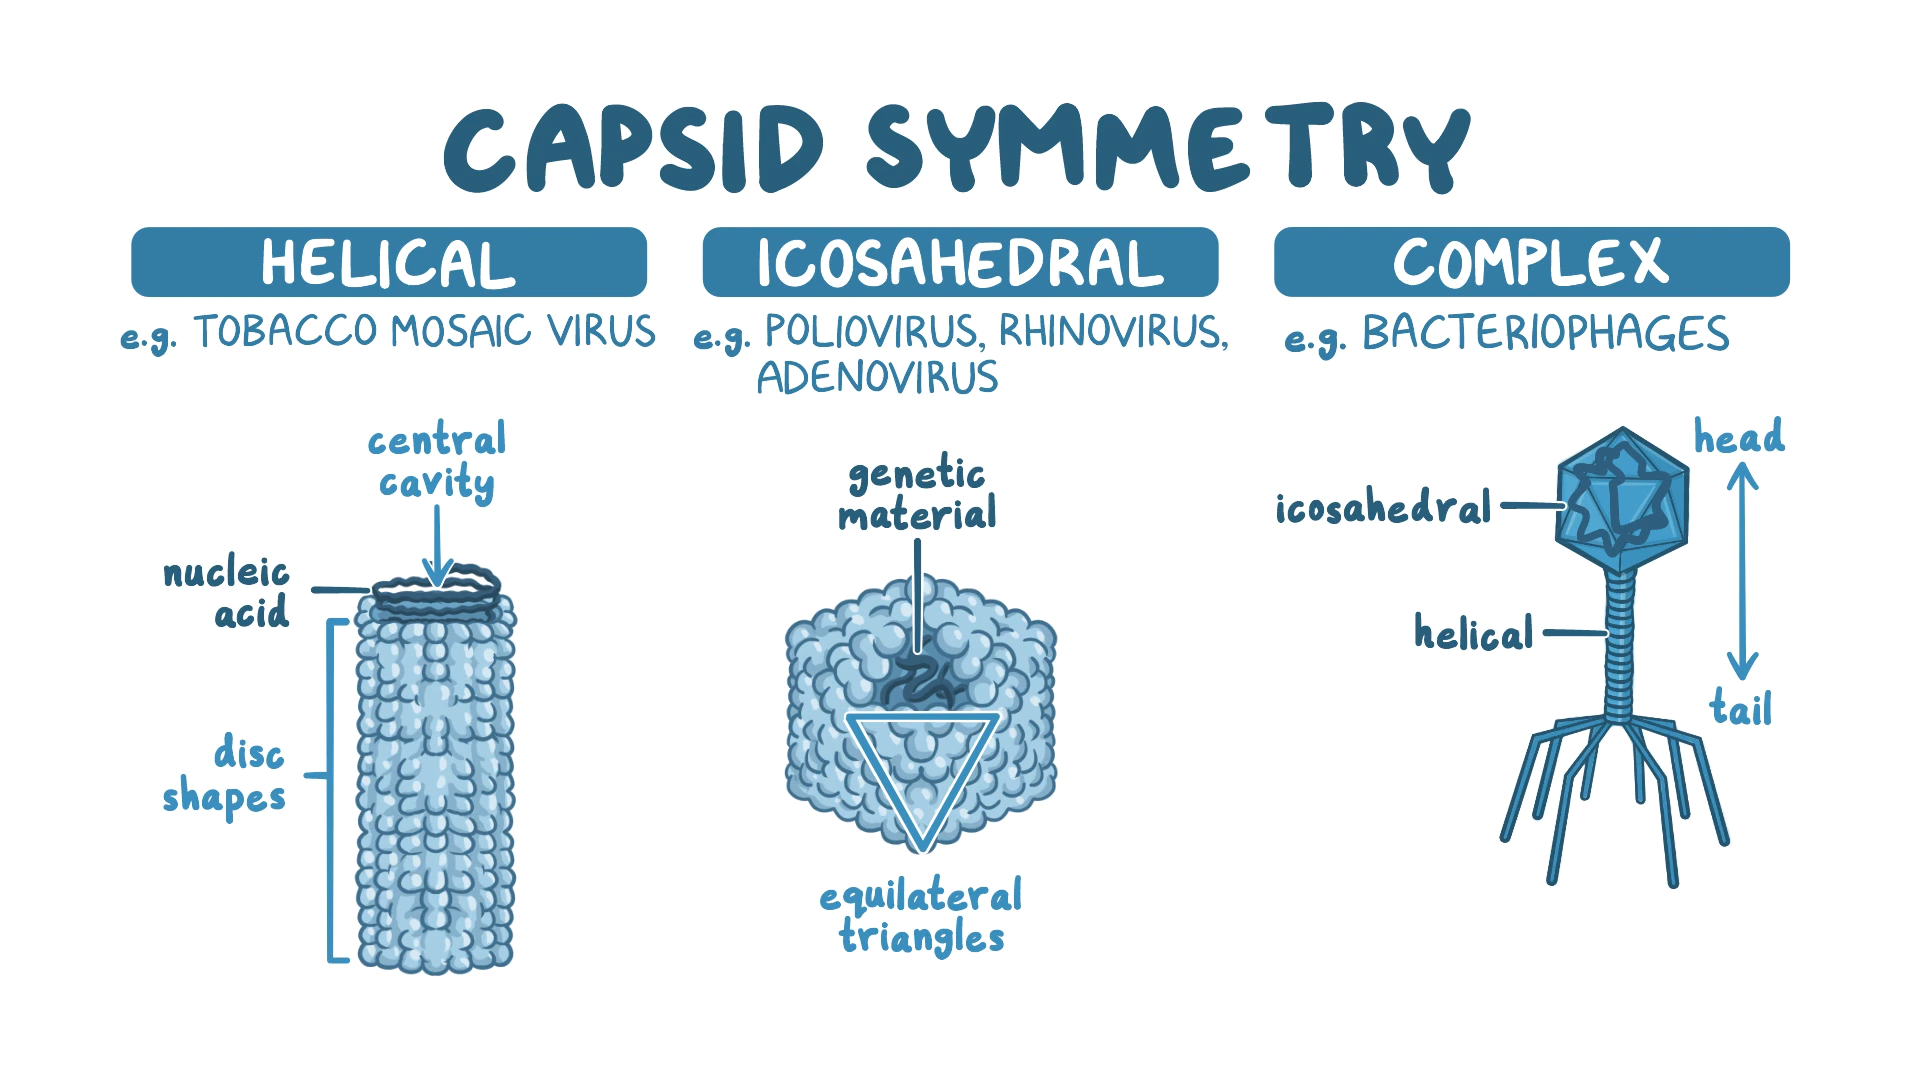 CAPSID SYMMETRY
HELICAL
e.g. TOBACCO MOSAIC VIRUS
central
cavity
nucleic
acid
disc
shapes
ICOSAHEDRAL
e.g. POLIOVIRUS, RHINOVIRUS,
ADENOVIRUS
genetic
material
equilateral
triangles
COMPLEX
e.g. BACTERIOPHAGES
head
icosahedral
helical
tail